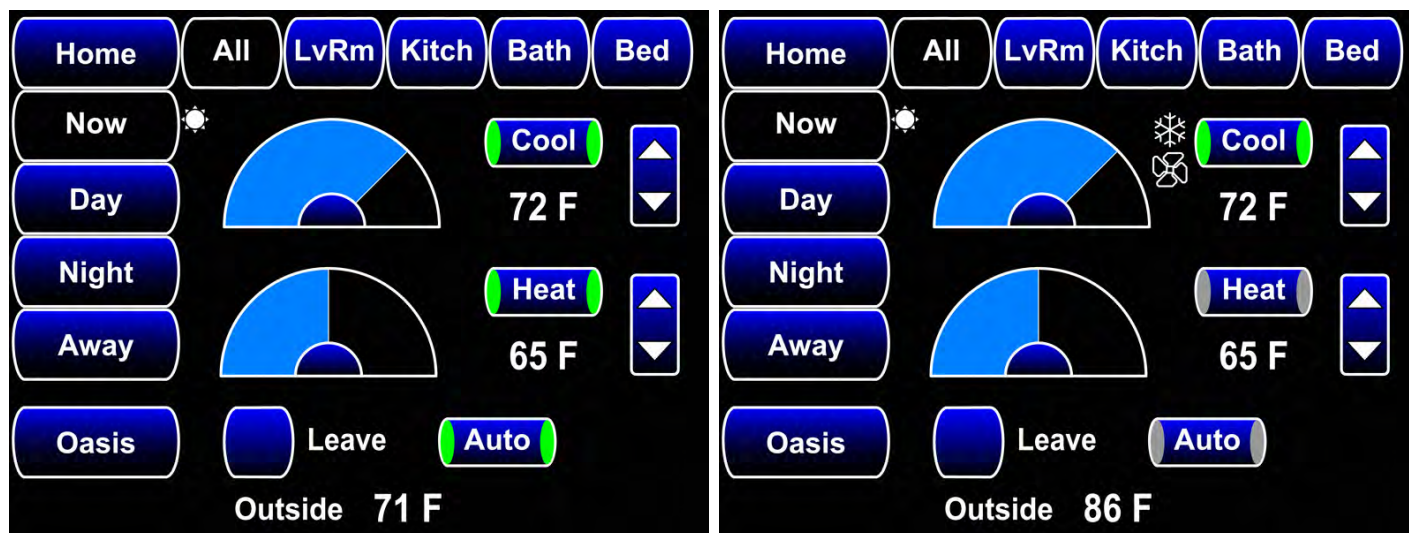 Home All LvRm Kitch Bath Bed
Now Cool
Day 72 F
Night Heat
Away 65 F
Oasis Leave Auto
Outside 71 F
Home All LvRm Kitch Bath Bed
Now Cool
Day 72 F
Night Heat
Away 65 F
Oasis Leave Auto
Outside 86 F